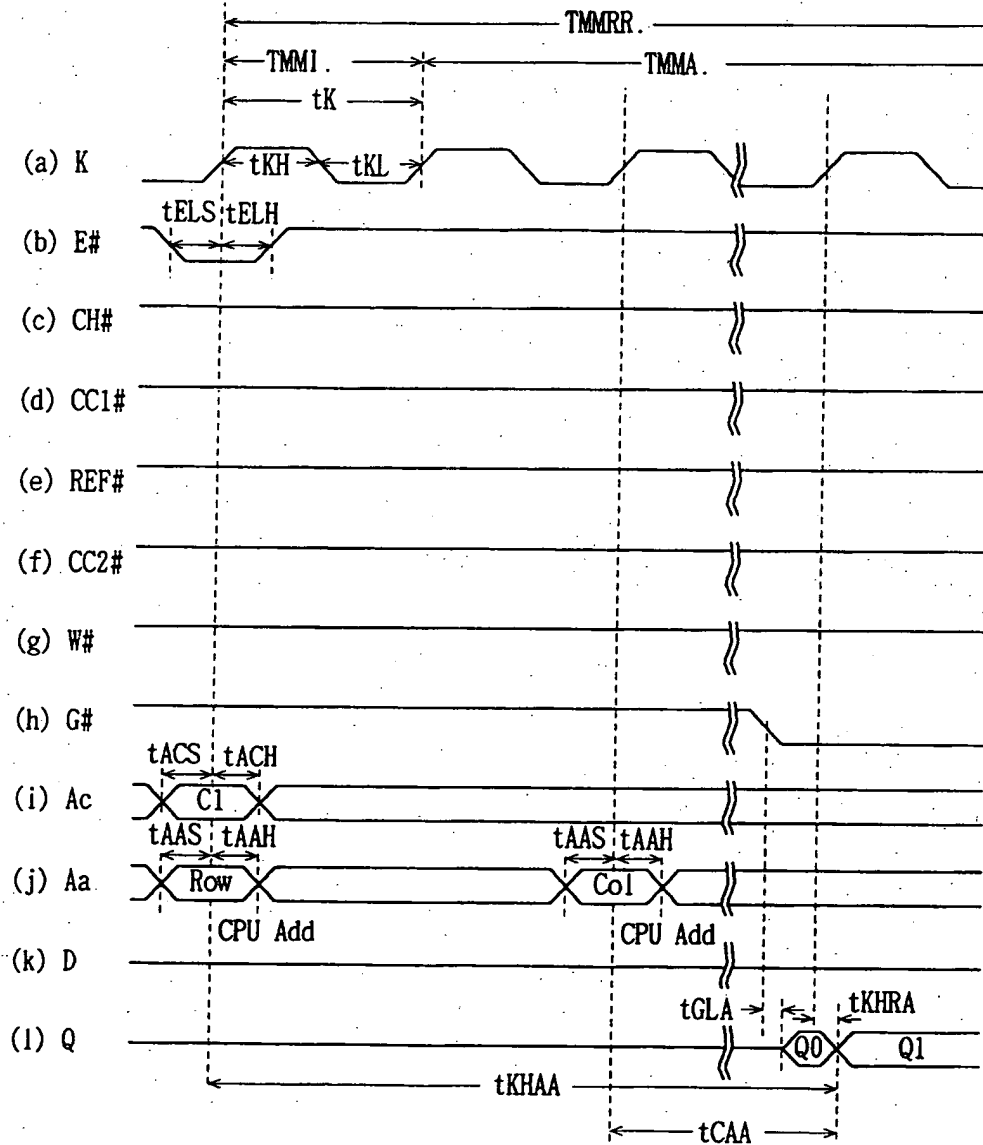 TMMRR.
TMMI. TMMA.
tK
(a) K tKH tKL
tELS tELH
(b) E#
(c) CH#
(d) CC1#
(e) REF#
(f) CC2#
(g) W#
(h) G#
tACS tACH
(i) Ac C1
tAAS tAAH tAAS tAAH
(j) Aa Row Col
CPU Add CPU Add
(k) D
tGLA tKHRA
(l) Q Q0 Q1
tKHAA
tCAA